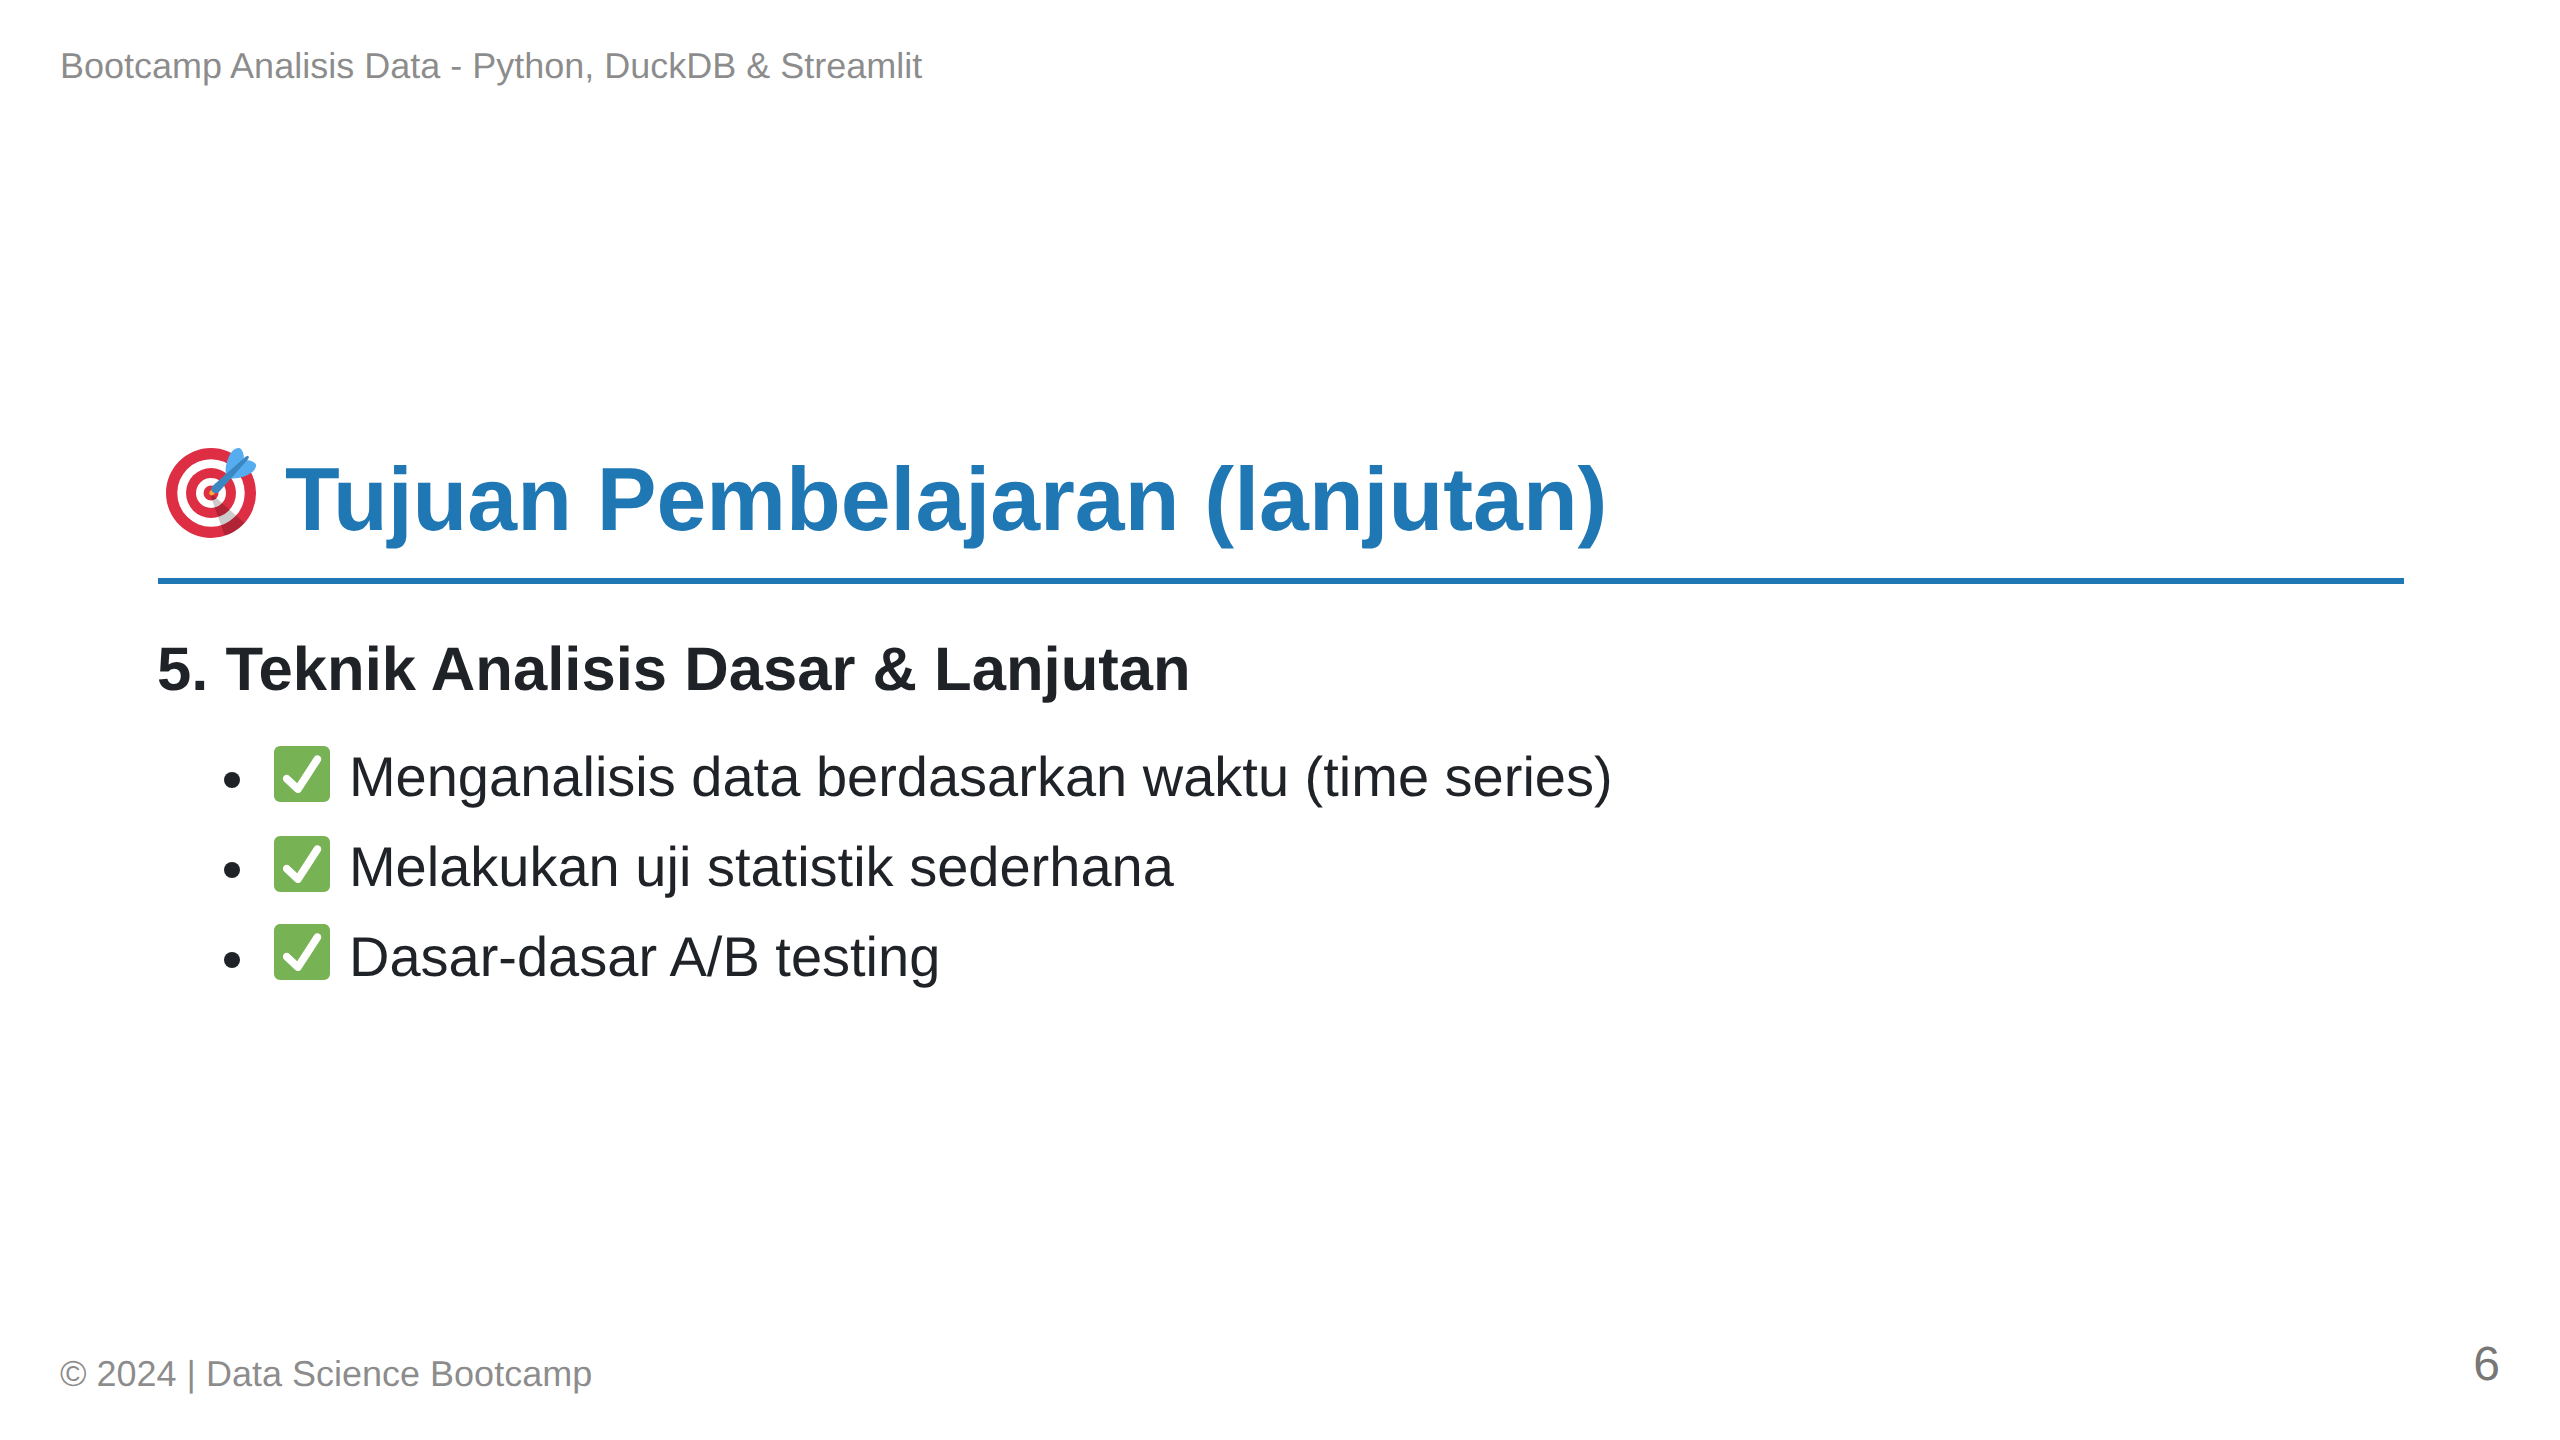 Bootcamp Analisis Data - Python, DuckDB & Streamlit
🎯 Tujuan Pembelajaran (lanjutan)
5. Teknik Analisis Dasar & Lanjutan
• ✅ Menganalisis data berdasarkan waktu (time series)
• ✅ Melakukan uji statistik sederhana
• ✅ Dasar-dasar A/B testing
© 2024 | Data Science Bootcamp
6